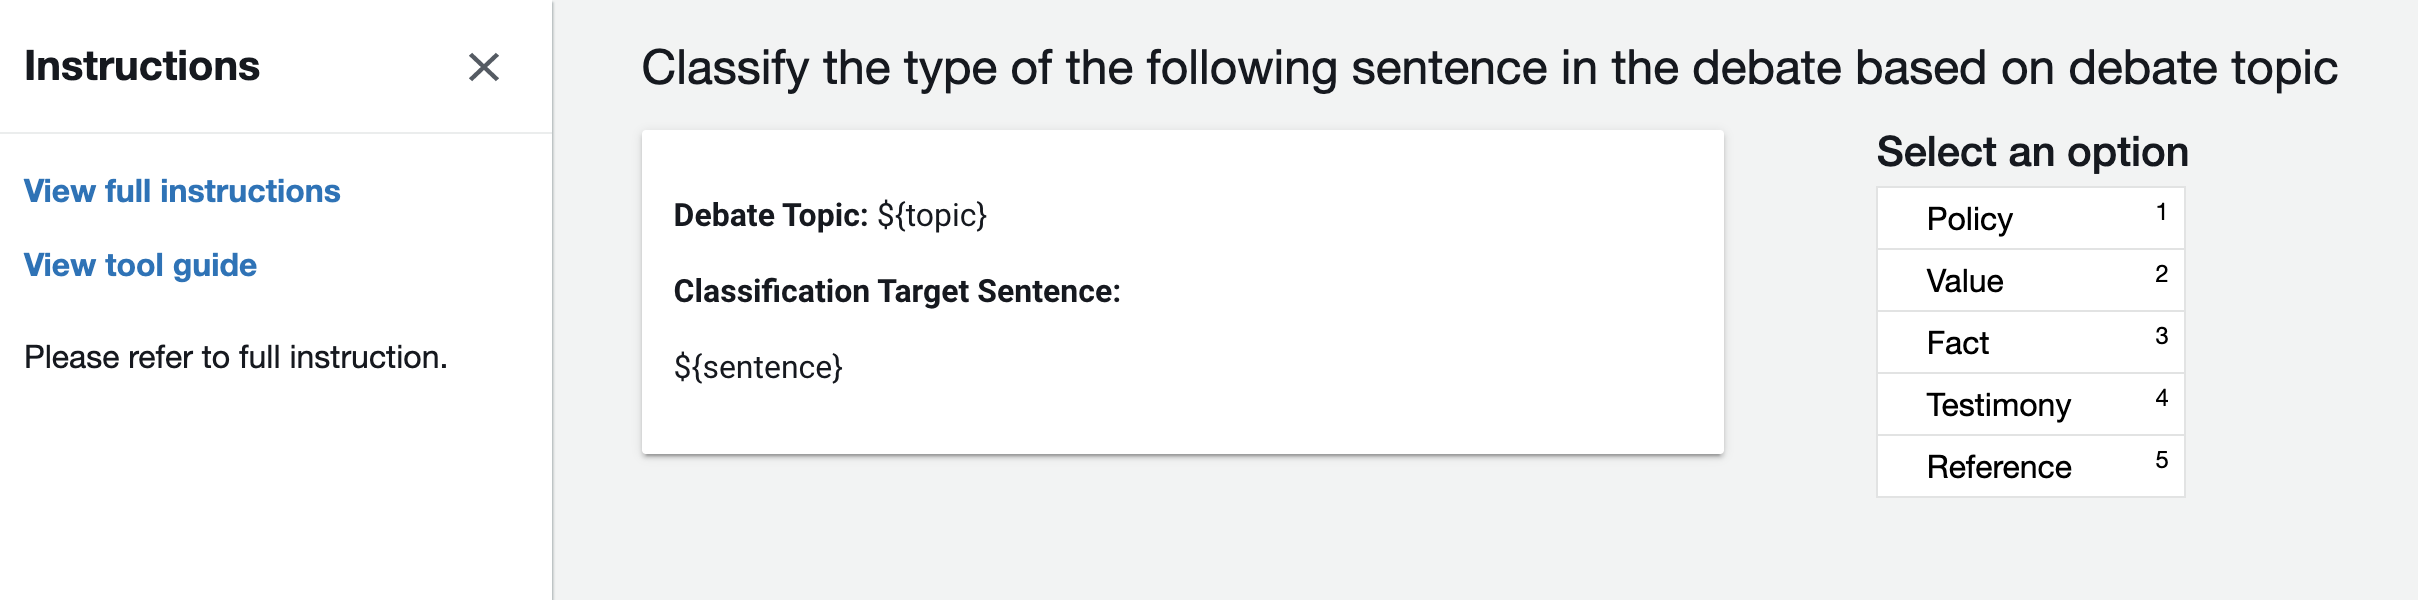 Instructions
View full instructions
View tool guide
Please refer to full instruction.
Classify the type of the following sentence in the debate based on debate topic
Debate Topic: ${topic}
Classification Target Sentence:
${sentence}
Select an option
Policy 1
Value 2
Fact 3
Testimony 4
Reference 5